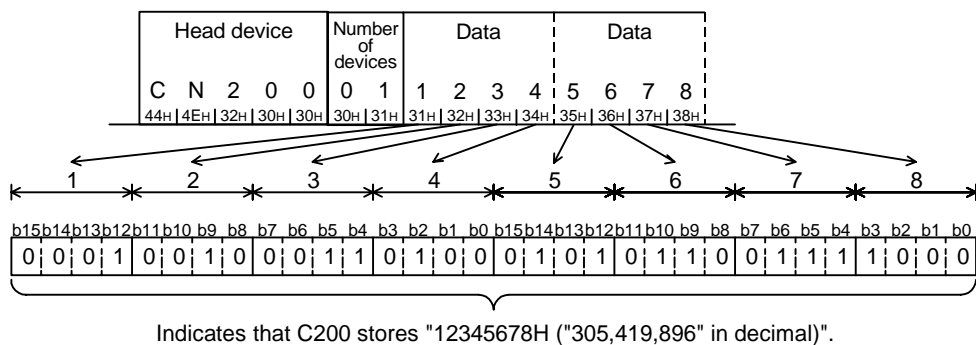 Head device Number of devices Data Data
C N 2 0 0 0 1 1 2 3 4 5 6 7 8
44H 4EH 32H 30H 30H 30H 31H 31H 32H 33H 34H 35H 36H 37H 38H
1 2 3 4 5 6 7 8
b15 b14 b13 b12 b11 b10 b9 b8 b7 b6 b5 b4 b3 b2 b1 b0 b15 b14 b13 b12 b11 b10 b9 b8 b7 b6 b5 b4 b3 b2 b1 b0
0 0 0 1 0 0 1 0 0 0 1 1 0 1 0 0 0 1 0 1 0 1 1 0 0 1 1 1 1 0 0 0
Indicates that C200 stores "12345678H ("305,419,896" in decimal)".